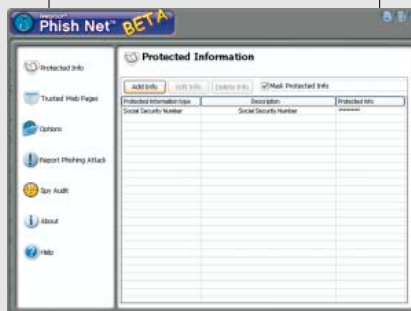 Webroot
Phish Net™ BETA
Protected Info
Trusted Web Pages
Options
Report Phishing Attack
Spy Audit
About
Help
Protected Information
Add Info Edit Info Delete Info Mask Protected Info
Protected Information type Description Protected Info
Social Security Number Social Security Number *********